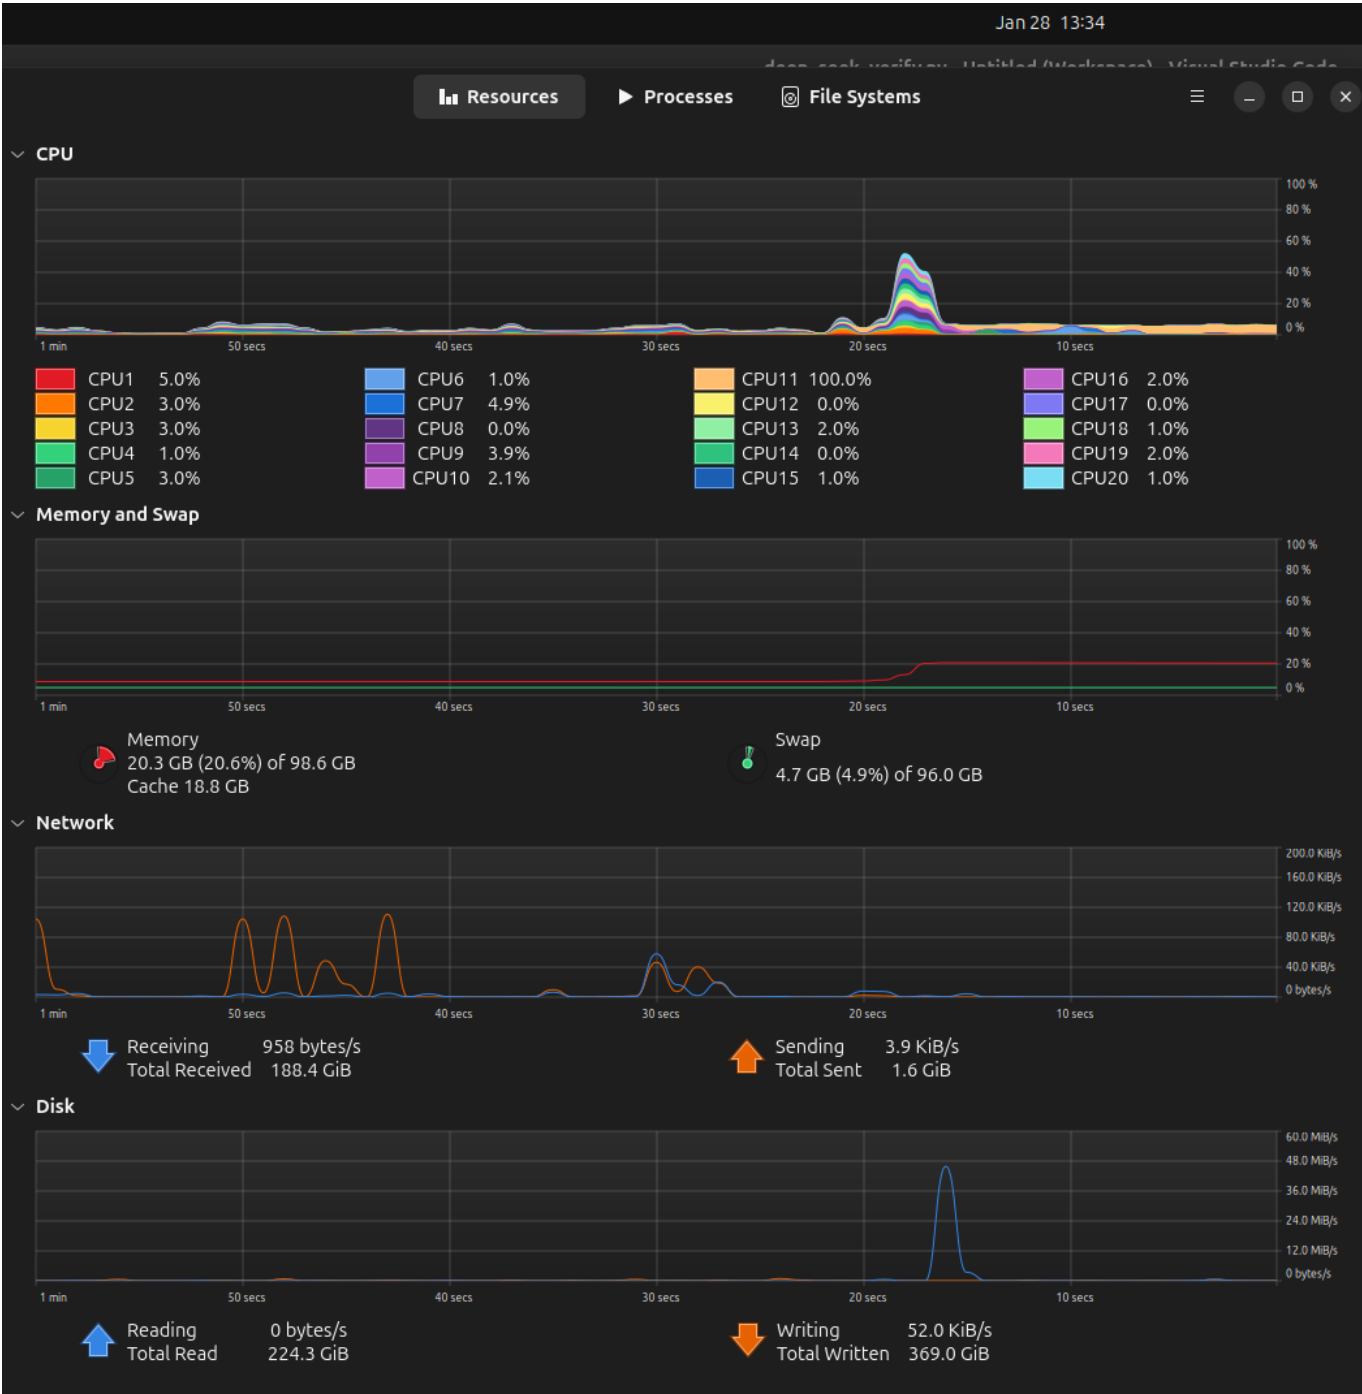 Jan 28 13:34
deep_seek_verify.py - Untitled (Workspace) - Visual Studio Code
Resources Processes File Systems
CPU
100 %
80 %
60 %
40 %
20 %
0 %
1 min 50 secs 40 secs 30 secs 20 secs 10 secs
CPU1 5.0% CPU6 1.0% CPU11 100.0% CPU16 2.0%
CPU2 3.0% CPU7 4.9% CPU12 0.0% CPU17 0.0%
CPU3 3.0% CPU8 0.0% CPU13 2.0% CPU18 1.0%
CPU4 1.0% CPU9 3.9% CPU14 0.0% CPU19 2.0%
CPU5 3.0% CPU10 2.1% CPU15 1.0% CPU20 1.0%
Memory and Swap
100 %
80 %
60 %
40 %
20 %
0 %
1 min 50 secs 40 secs 30 secs 20 secs 10 secs
Memory Swap
20.3 GB (20.6%) of 98.6 GB 4.7 GB (4.9%) of 96.0 GB
Cache 18.8 GB
Network
200.0 KiB/s
160.0 KiB/s
120.0 KiB/s
80.0 KiB/s
40.0 KiB/s
0 bytes/s
1 min 50 secs 40 secs 30 secs 20 secs 10 secs
Receiving 958 bytes/s Sending 3.9 KiB/s
Total Received 188.4 GiB Total Sent 1.6 GiB
Disk
60.0 MiB/s
48.0 MiB/s
36.0 MiB/s
24.0 MiB/s
12.0 MiB/s
0 bytes/s
1 min 50 secs 40 secs 30 secs 20 secs 10 secs
Reading 0 bytes/s Writing 52.0 KiB/s
Total Read 224.3 GiB Total Written 369.0 GiB